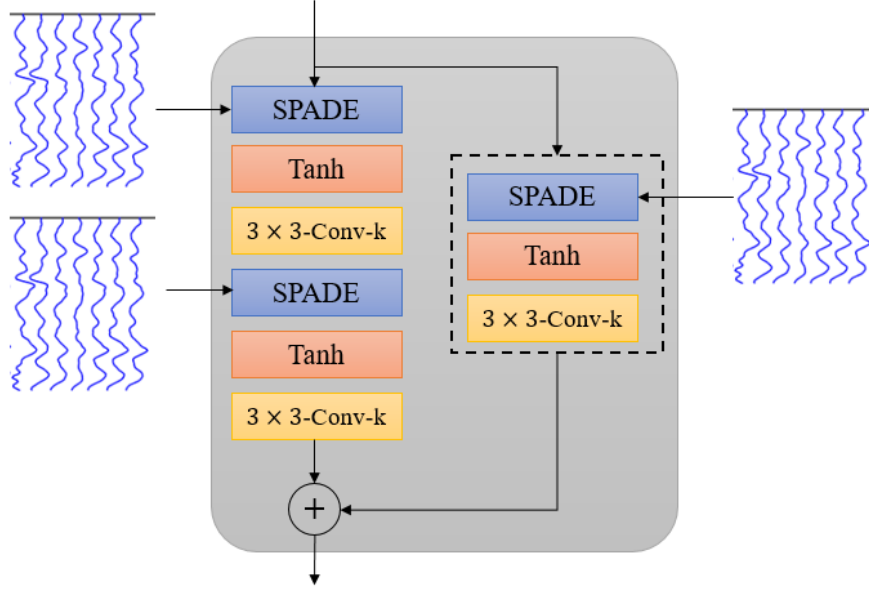 SPADE
Tanh
3 × 3-Conv-k
SPADE
Tanh
3 × 3-Conv-k
+
SPADE
Tanh
3 × 3-Conv-k